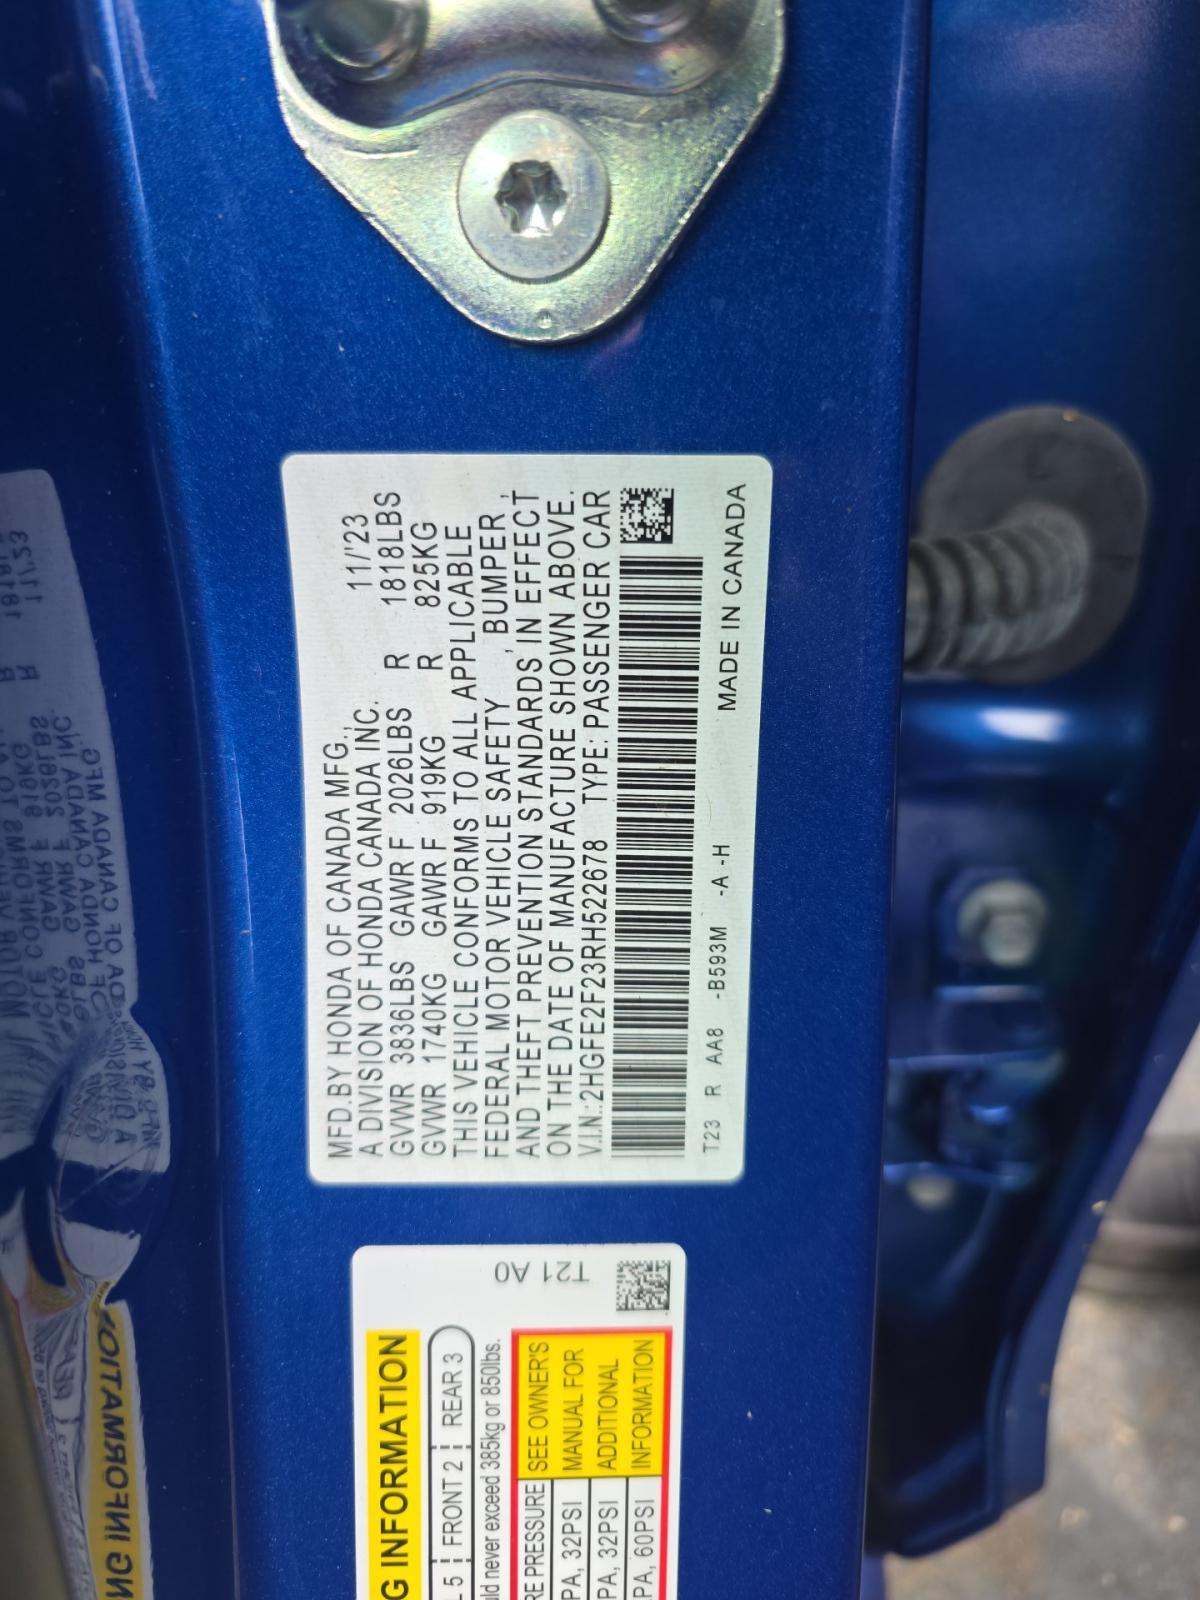 MFD.BY HONDA OF CANADA MFG.,
A DIVISION OF HONDA CANADA INC. 11/'23
GVWR 3836LBS GAWR F 2026LBS R 1818LBS
GVWR 1740KG GAWR F 919KG R 825KG
THIS VEHICLE CONFORMS TO ALL APPLICABLE
FEDERAL MOTOR VEHICLE SAFETY, BUMPER,
AND THEFT PREVENTION STANDARDS IN EFFECT
ON THE DATE OF MANUFACTURE SHOWN ABOVE.
V.I.N.:2HGFE2F23RH522678 TYPE: PASSENGER CAR
T23 R AA8 -B593M -A -H MADE IN CANADA
T21 A0
NG INFORMATION
L 5 FRONT 2 REAR 3
uld never exceed 385kg or 850lbs.
RE PRESSURE SEE OWNER'S
PA, 32PSI MANUAL FOR
PA, 32PSI ADDITIONAL
PA, 60PSI INFORMATION